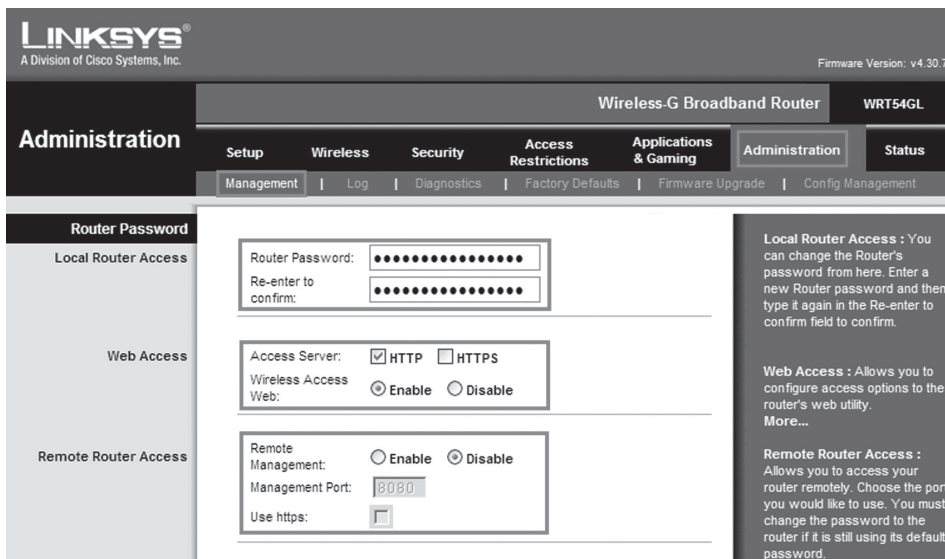 LINKSYS®
A Division of Cisco Systems, Inc.
Firmware Version: v4.30.7
Wireless-G Broadband Router WRT54GL
Administration
Setup Wireless Security Access Restrictions Applications & Gaming Administration Status
Management | Log | Diagnostics | Factory Defaults | Firmware Upgrade | Config Management
Router Password
Local Router Access
Router Password: ●●●●●●●●●●●●●●●●
Re-enter to
confirm: ●●●●●●●●●●●●●●●●
Web Access
Access Server: HTTP HTTPS
Wireless Access
Web: Enable Disable
Remote Router Access
Remote
Management: Enable Disable
Management Port: 8080
Use https:
Local Router Access : You
can change the Router's
password from here. Enter a
new Router password and then
type it again in the Re-enter to
confirm field to confirm.
Web Access : Allows you to
configure access options to the
router's web utility.
More...
Remote Router Access :
Allows you to access your
router remotely. Choose the port
you would like to use. You must
change the password to the
router if it is still using its default
password.